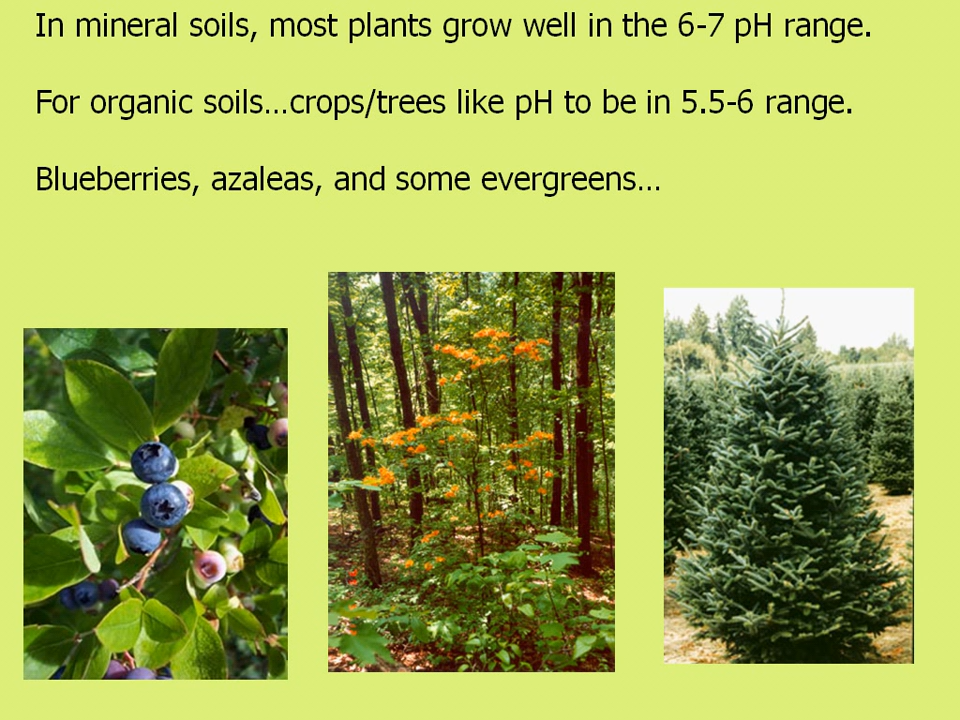 In mineral soils, most plants grow well in the 6-7 pH range.
For organic soils…crops/trees like pH to be in 5.5-6 range.
Blueberries, azaleas, and some evergreens…